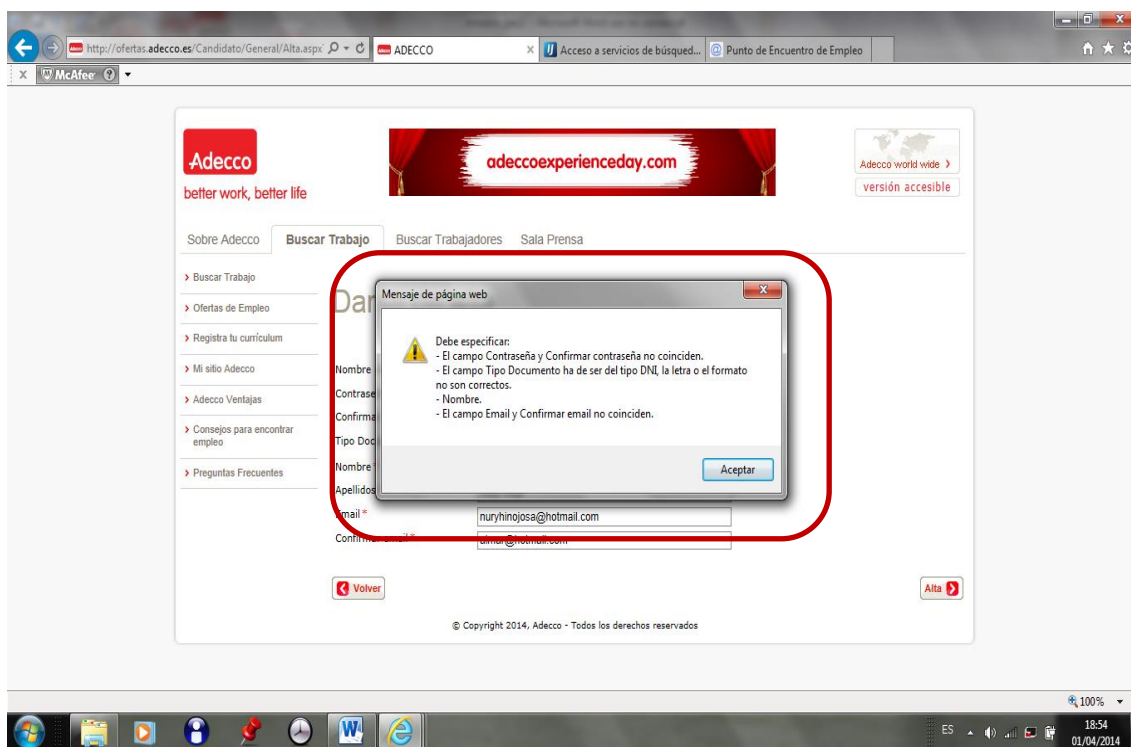 http://ofertas.adecco.es/Candidato/General/Alta.aspx
ADECCO
Acceso a servicios de búsqued...
Punto de Encuentro de Empleo
x McAfee
Adecco
better work, better life
adeccoexperienceday.com
Adecco world wide
versión accesible
Sobre Adecco Buscar Trabajo Buscar Trabajadores Sala Prensa
Buscar Trabajo
Ofertas de Empleo
Registra tu currículum
Mi sitio Adecco
Adecco Ventajas
Consejos para encontrar
empleo
Preguntas Frecuentes
Dar
Mensaje de página web
Debe especificar:
- El campo Contraseña y Confirmar contraseña no coinciden.
- El campo Tipo Documento ha de ser del tipo DNI, la letra o el formato
no son correctos.
- Nombre.
- El campo Email y Confirmar email no coinciden.
Aceptar
Nombre
Contrase
Confirma
Tipo Doc
Nombre
Apellidos
Email * nuryhinojosa@hotmail.com
Volver
Alta
© Copyright 2014, Adecco - Todos los derechos reservados
100%
ES
18:54
01/04/2014